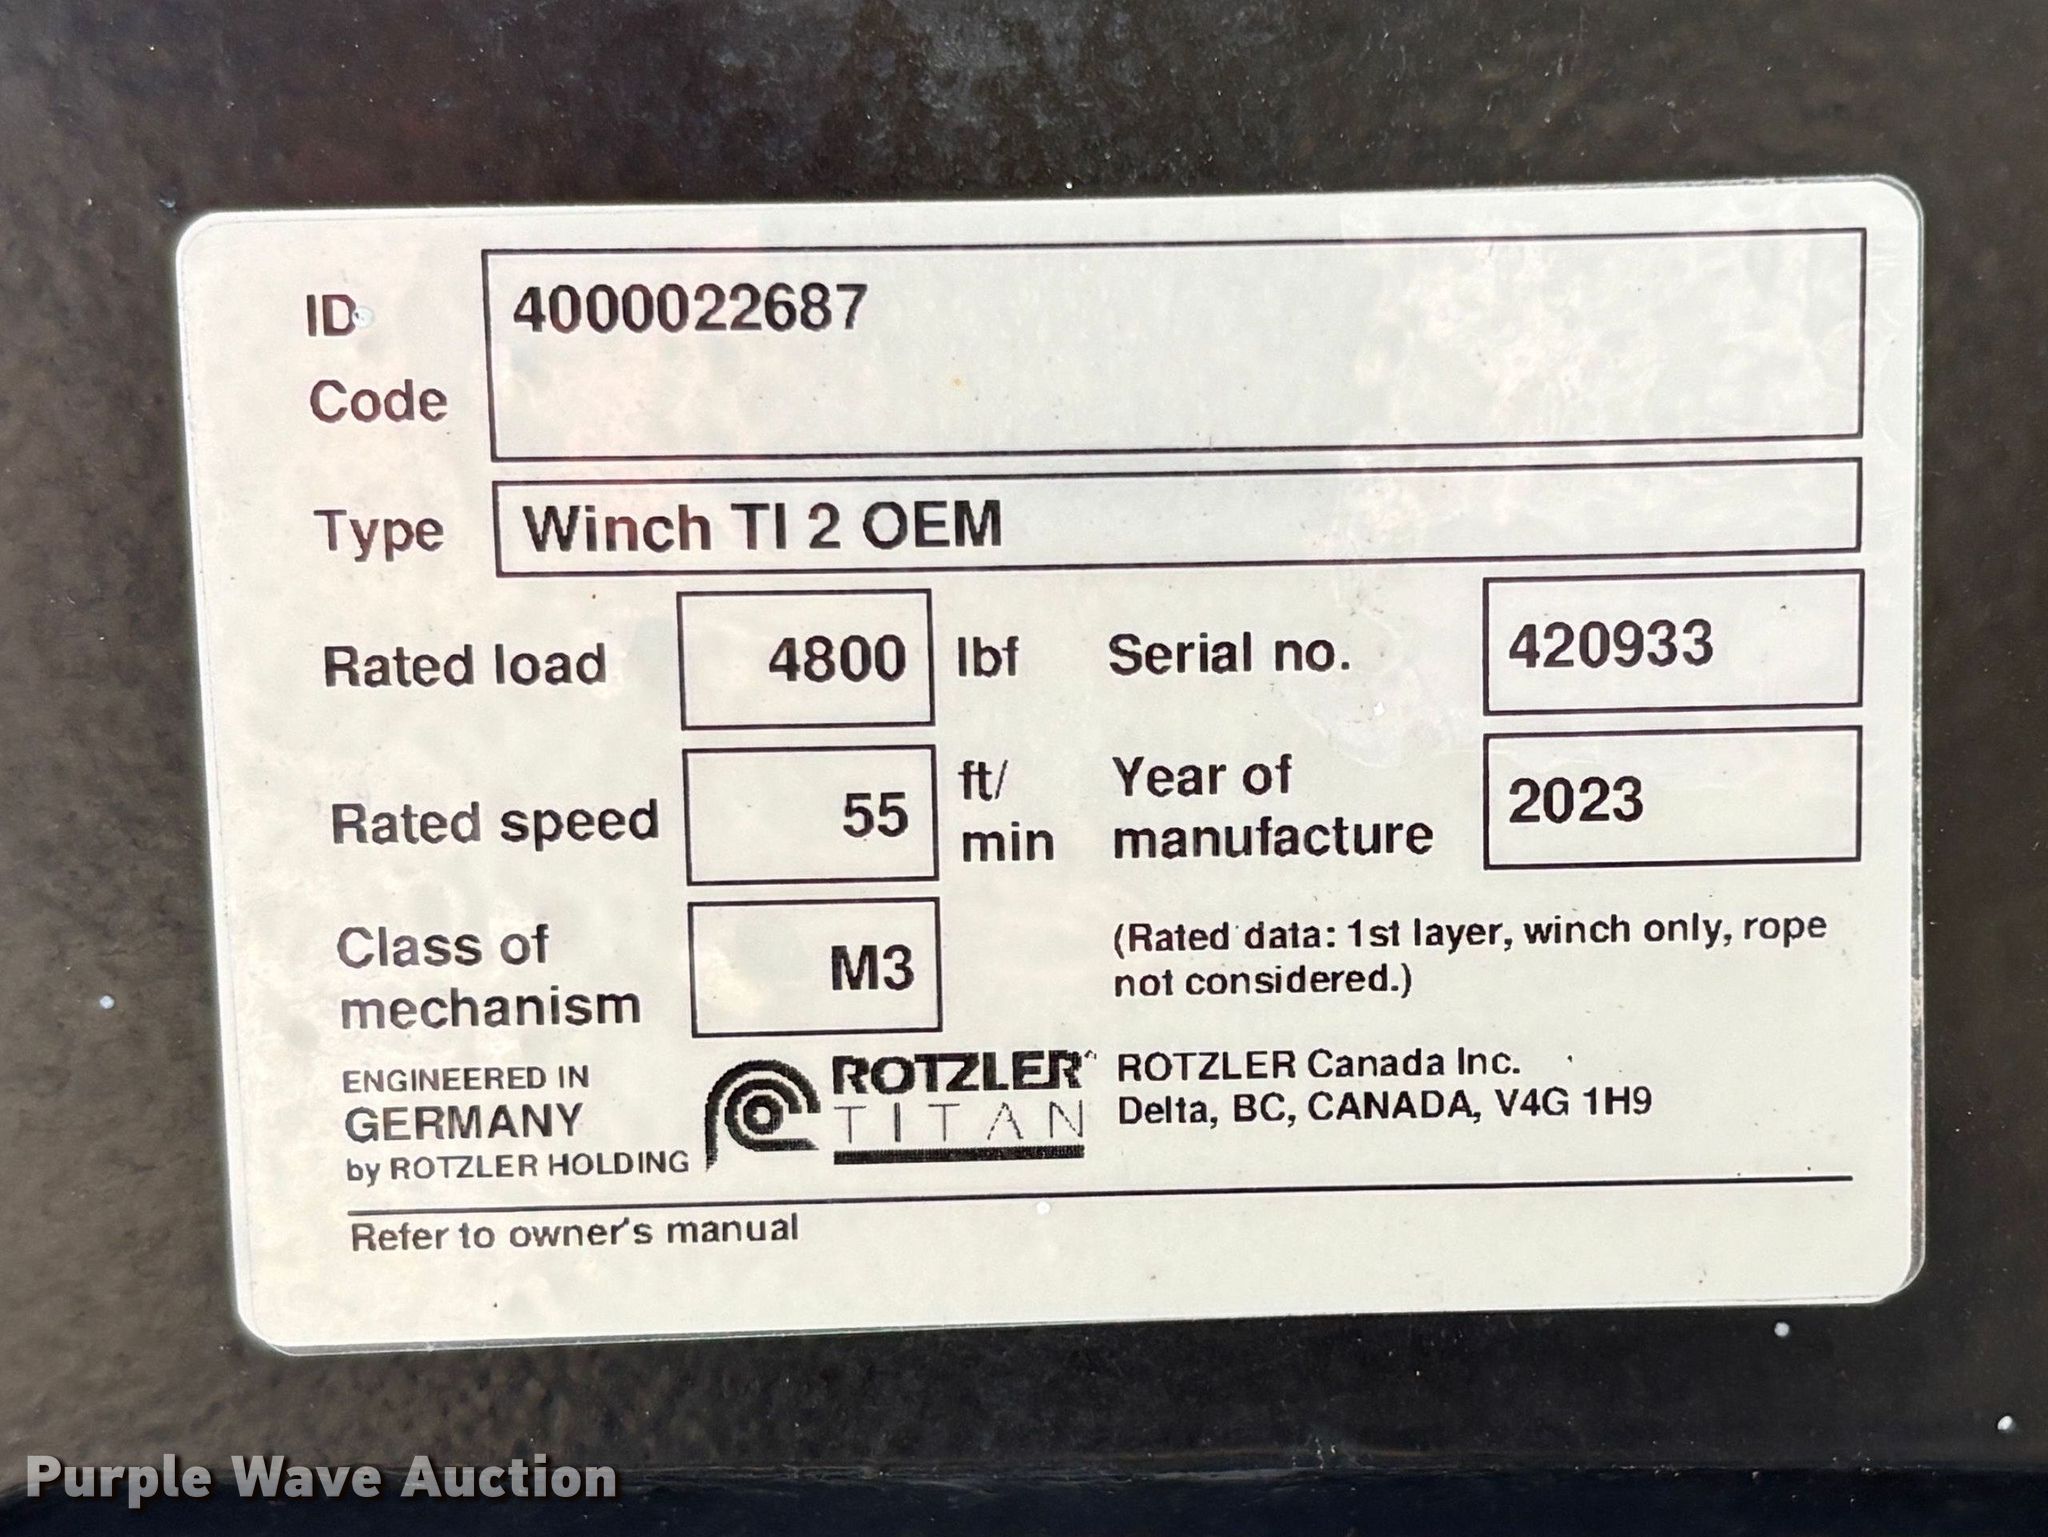 ID
Code
4000022687
Type
Winch TI 2 OEM
Rated load
4800
lbf
Serial no.
420933
Rated speed
55
ft/
min
Year of
manufacture
2023
Class of
mechanism
M3
(Rated data: 1st layer, winch only, rope
not considered.)
ENGINEERED IN
GERMANY
by ROTZLER HOLDING
ROTZLER
TITAN
ROTZLER Canada Inc.
Delta, BC, CANADA, V4G 1H9
Refer to owner's manual
Purple Wave Auction